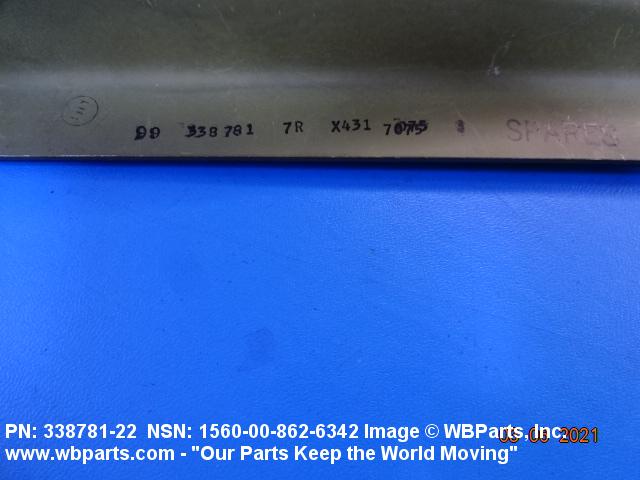 99 338781 7R X431 7075 SPARES
PN: 338781-22 NSN: 1560-00-862-6342 Image © WBParts, Inc.
www.wbparts.com - "Our Parts Keep the World Moving"
2021